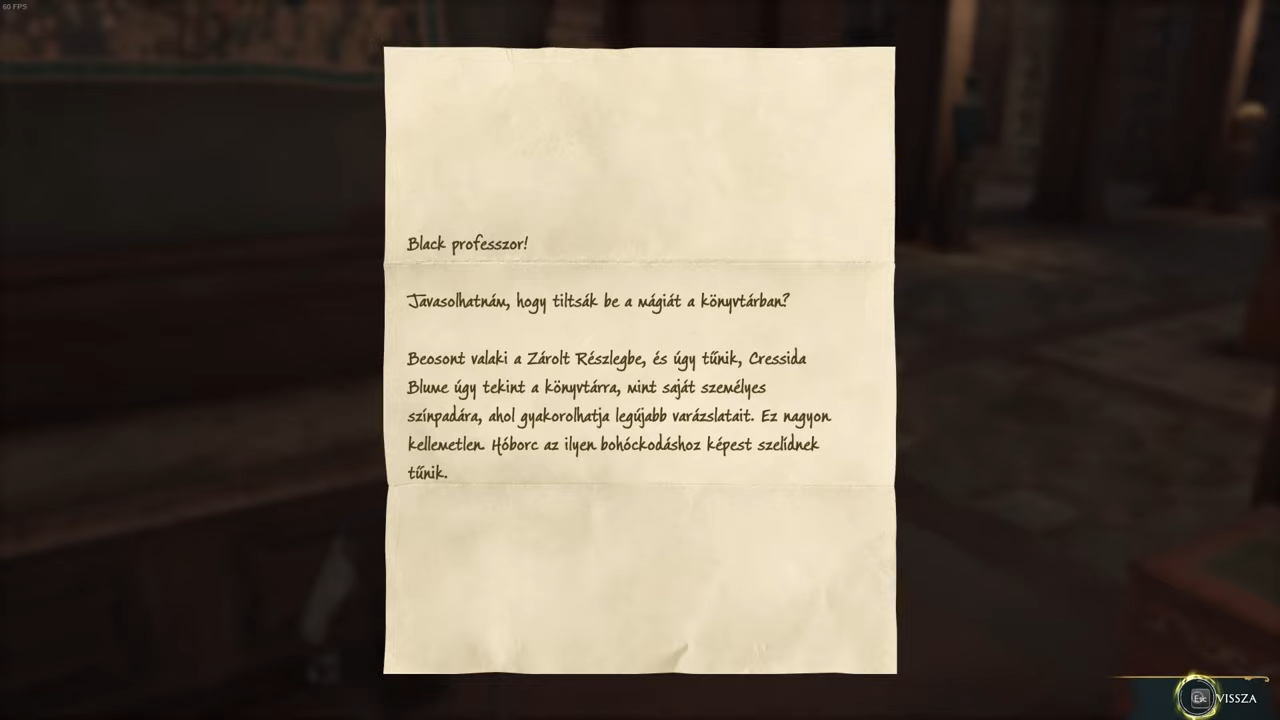 60 FPS
Black professzor!
Javasolhatnám, hogy tiltsák be a mágiát a könyvtárban?
Beosont valaki a Zárolt Részlegbe, és úgy tűnik, Cressida
Blume úgy tekint a könyvtárra, mint saját személyes
színpadára, ahol gyakorolhatja legújabb varázslatait. Ez nagyon
kellemetlen. Hóborc az ilyen bohóckodáshoz képest szelídnek
tűnik.
Esc VISSZA